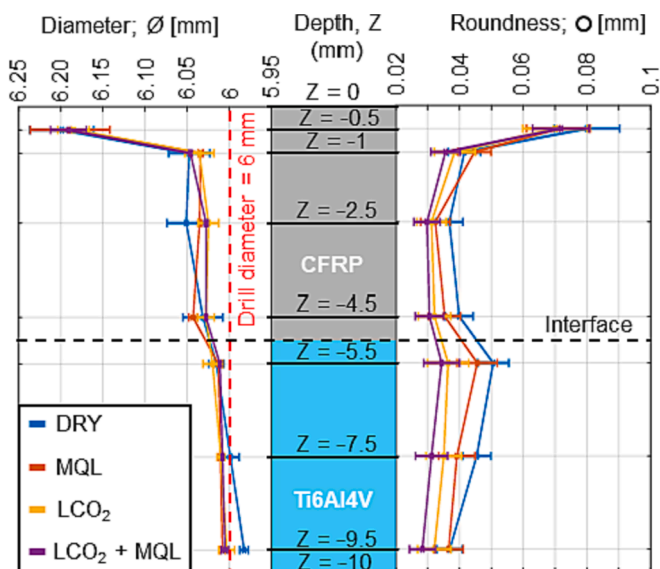 Diameter; Ø [mm]
Depth, Z
(mm)
Roundness; O [mm]
6.25
6.20
6.15
6.10
6.05
6
5.95
Z = 0
0.02
0.04
0.06
0.08
0.1
Z = −0.5
Z = −1
Z = −2.5
CFRP
Z = −4.5
Interface
Z = −5.5
Z = −7.5
Ti6Al4V
Z = −9.5
Z = −10
Drill diameter = 6 mm
DRY
MQL
LCO₂
LCO₂ + MQL